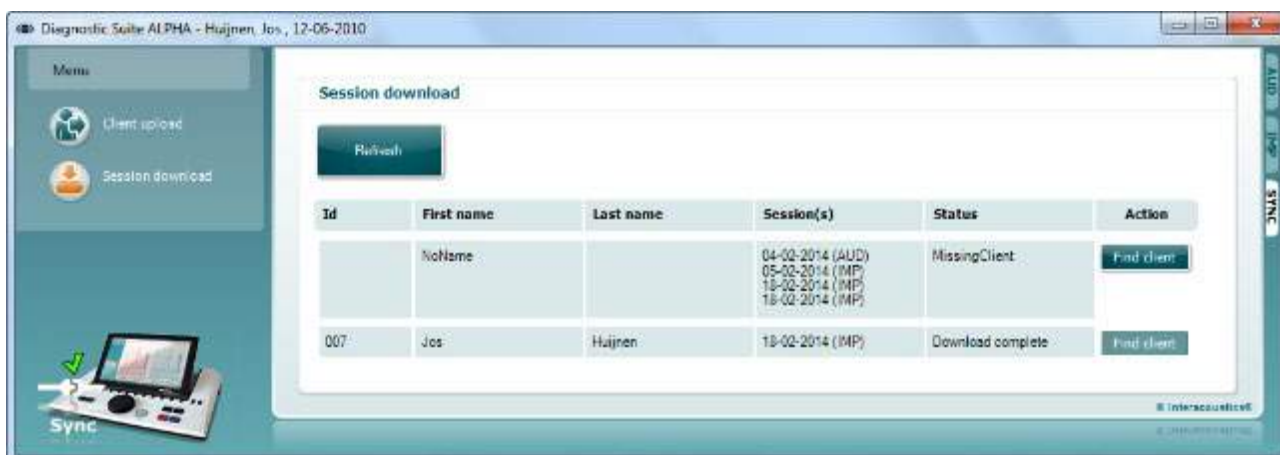 Diagnostic Suite ALPHA - Huijnen, Jos , 12-06-2010
Menu
Client upload
Session download
Sync
Session download
Refresh
Id First name Last name Session(s) Status Action
NoName 04-02-2014 (AUD) MissingClient Find client
05-02-2014 (IMP)
18-02-2014 (IMP)
18-02-2014 (IMP)
007 Jos Huijnen 18-02-2014 (IMP) Download complete Find client
© Interacoustics®
AUD
IMP
SYNC